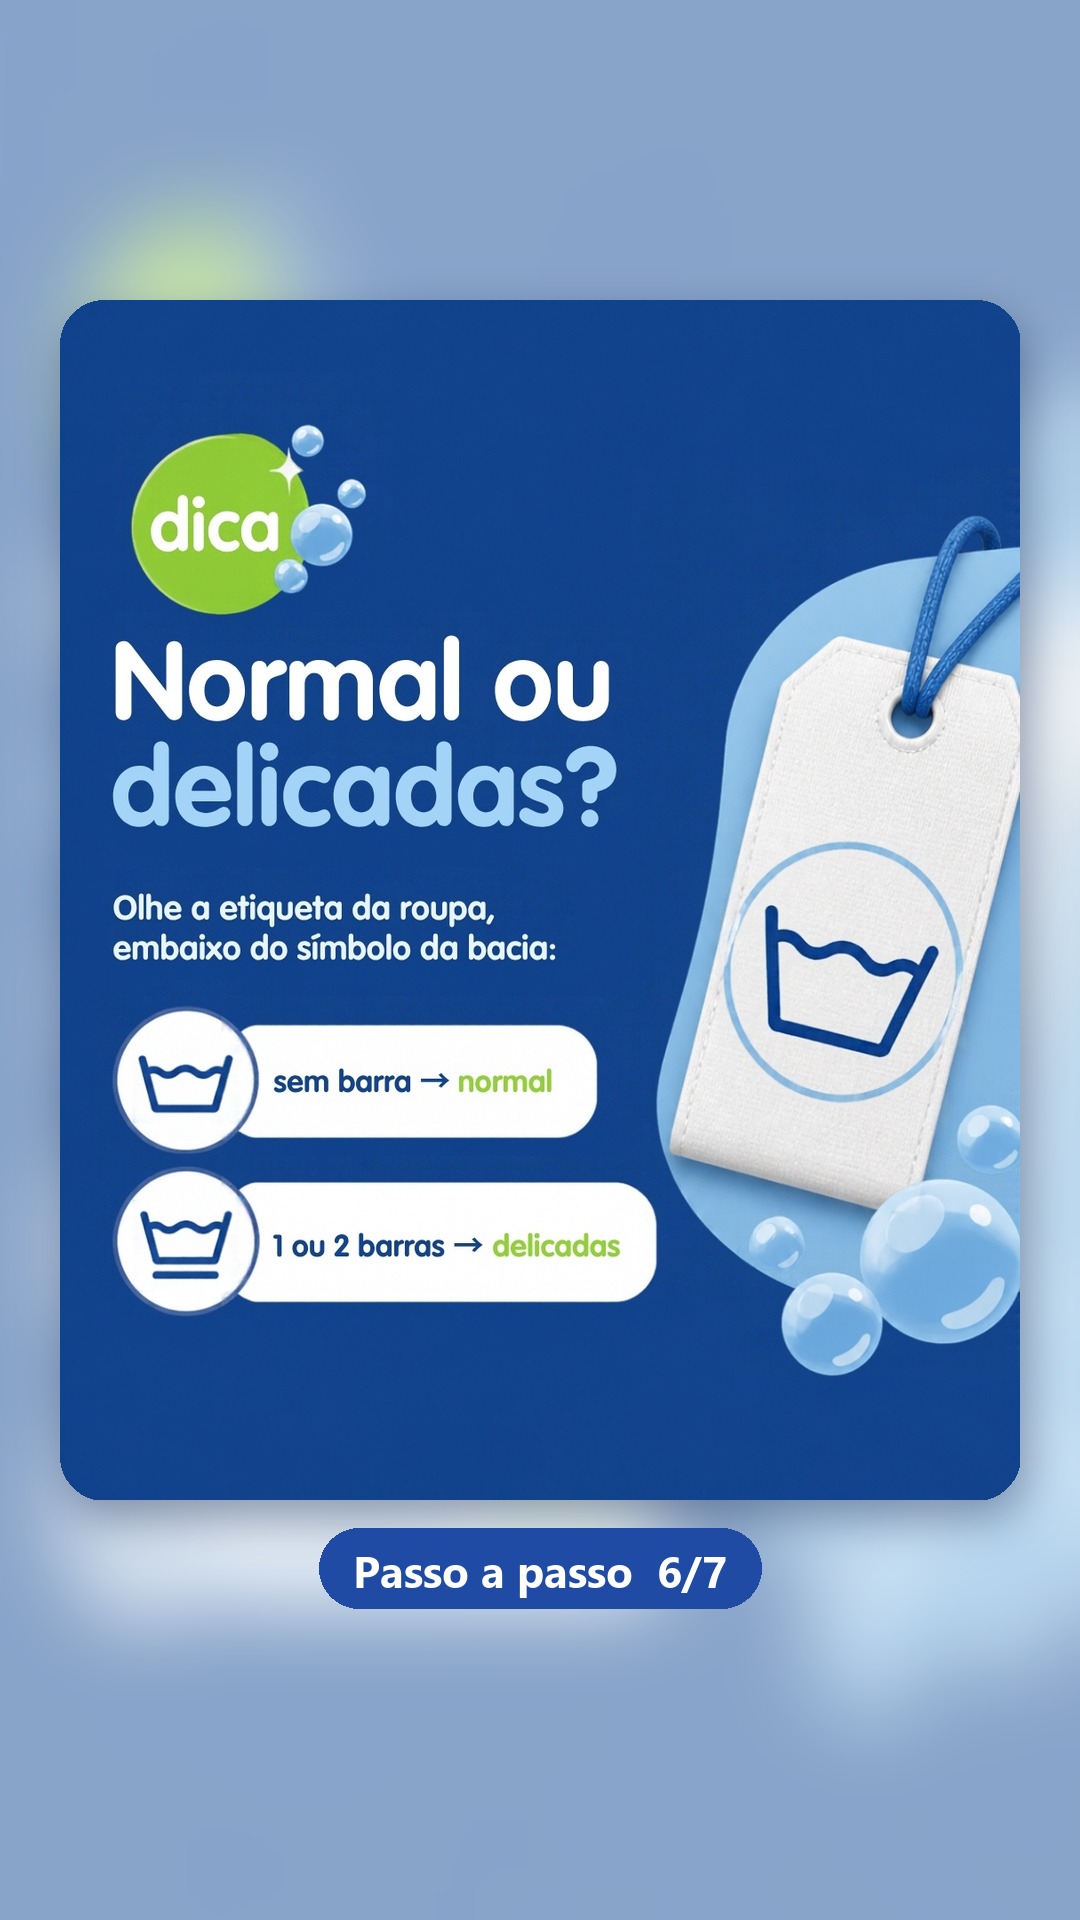 dica
Normal ou
delicadas?
Olhe a etiqueta da roupa,
embaixo do símbolo da bacia:
sem barra → normal
1 ou 2 barras → delicadas
Passo a passo 6/7